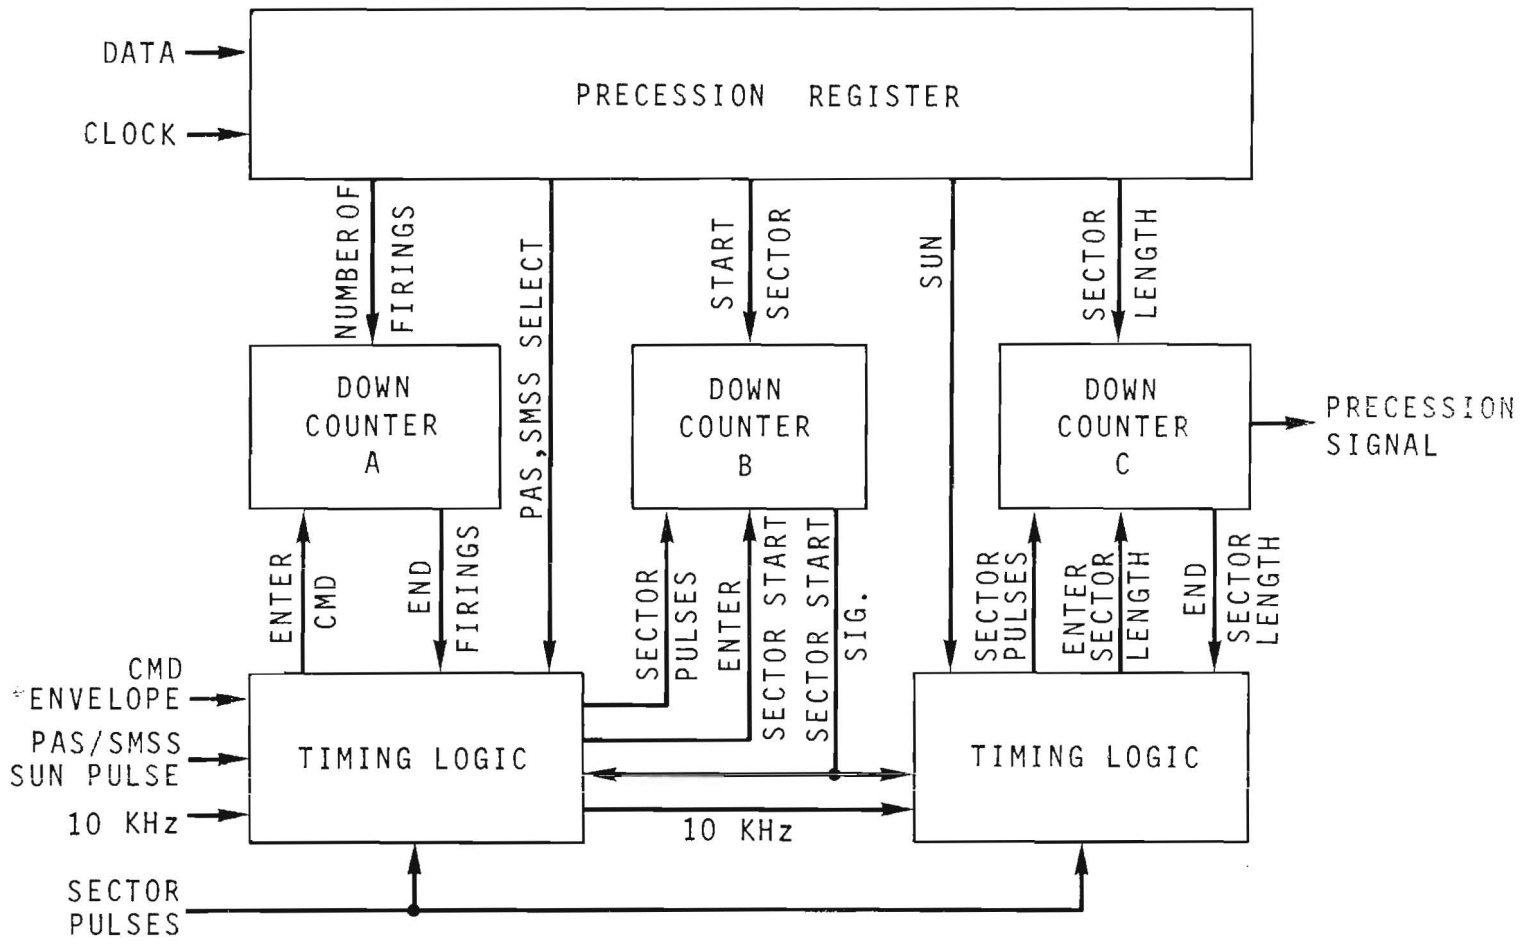 DATA
CLOCK
PRECESSION REGISTER
NUMBER OF
FIRINGS
PAS, SMSS SELECT
START
SECTOR
SUN
SECTOR
LENGTH
DOWN
COUNTER
A
DOWN
COUNTER
B
DOWN
COUNTER
C
PRECESSION
SIGNAL
ENTER
CMD
END
FIRINGS
SECTOR
PULSES
ENTER
SECTOR START
SECTOR START
SIG.
SECTOR
PULSES
ENTER
SECTOR
LENGTH
END
SECTOR
LENGTH
CMD
ENVELOPE
PAS/SMSS
SUN PULSE
10 KHz
TIMING LOGIC
10 KHz
TIMING LOGIC
SECTOR
PULSES